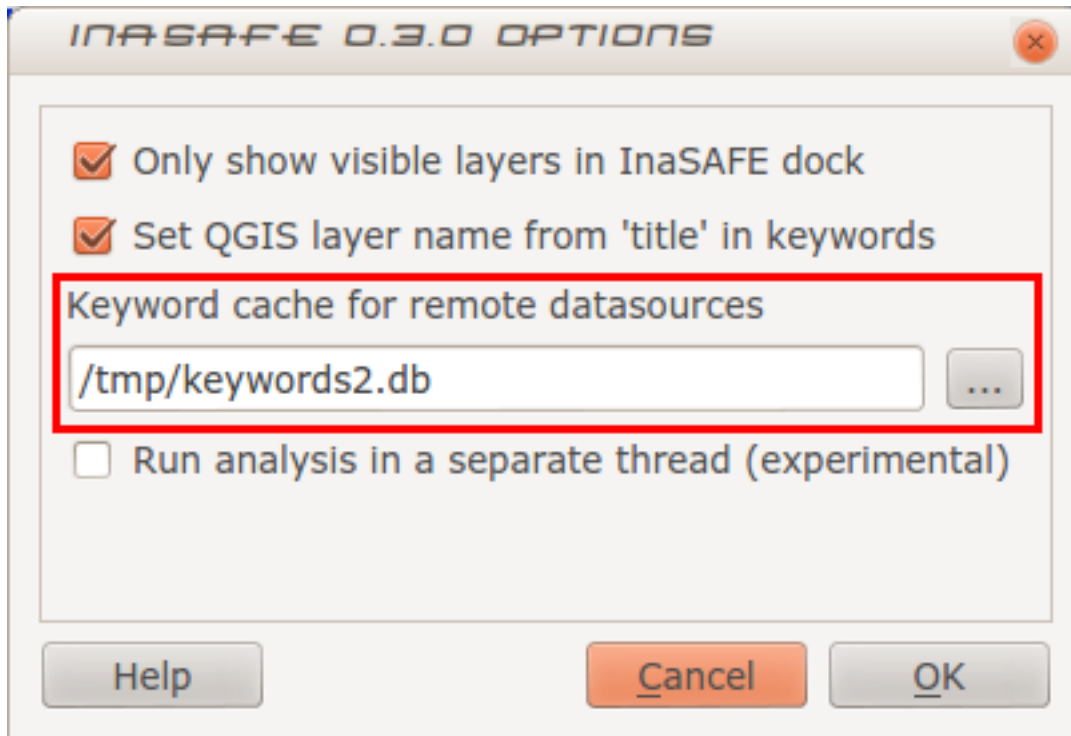 INASAFE 0.3.0 OPTIONS
Only show visible layers in InaSAFE dock
Set QGIS layer name from 'title' in keywords
Keyword cache for remote datasources
/tmp/keywords2.db
...
Run analysis in a separate thread (experimental)
Help
Cancel
OK